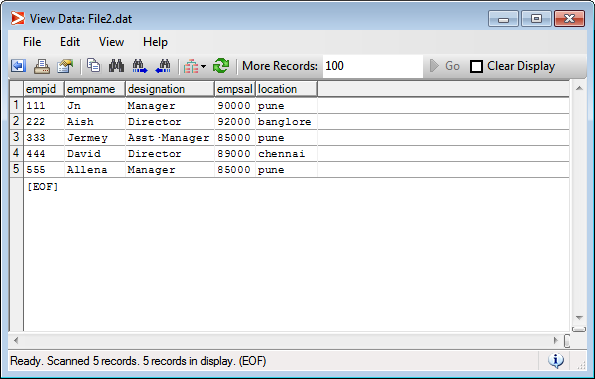 View Data: File2.dat
File Edit View Help
More Records: 100 Go Clear Display
empid empname designation empsal location
1 111 Jn Manager 90000 pune
2 222 Aish Director 92000 banglore
3 333 Jermey Asst·Manager 85000 pune
4 444 David Director 89000 chennai
5 555 Allena Manager 85000 pune
[EOF]
Ready. Scanned 5 records. 5 records in display. (EOF)